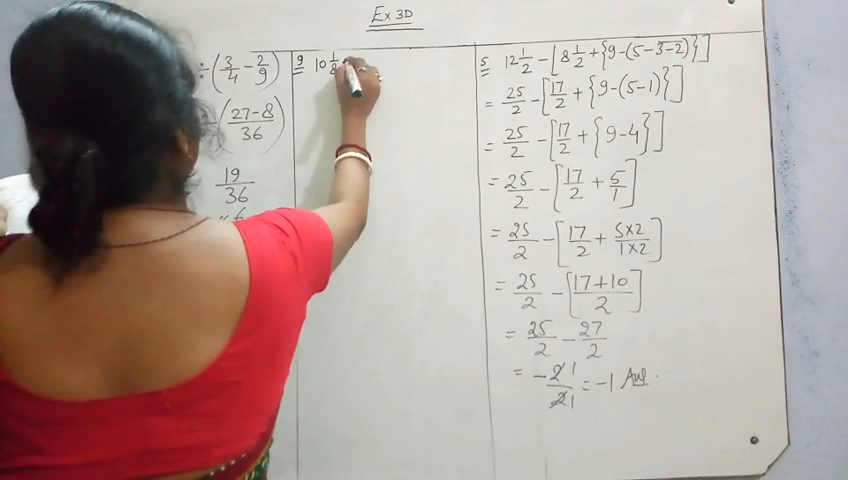 Ex 3D
÷(3/4 - 2/9)
(27-8/36)
19/36
9 10 1/8
5 12 1/2 - [8 1/2 + {9-(5-3-2)}]
= 25/2 - [17/2 + {9-(5-1)}]
= 25/2 - [17/2 + {9-4}]
= 25/2 - [17/2 + 5/1]
= 25/2 - [17/2 + 5×2/1×2]
= 25/2 - [17+10/2]
= 25/2 - 27/2
= -2 1/2 1 = -1 Ans.